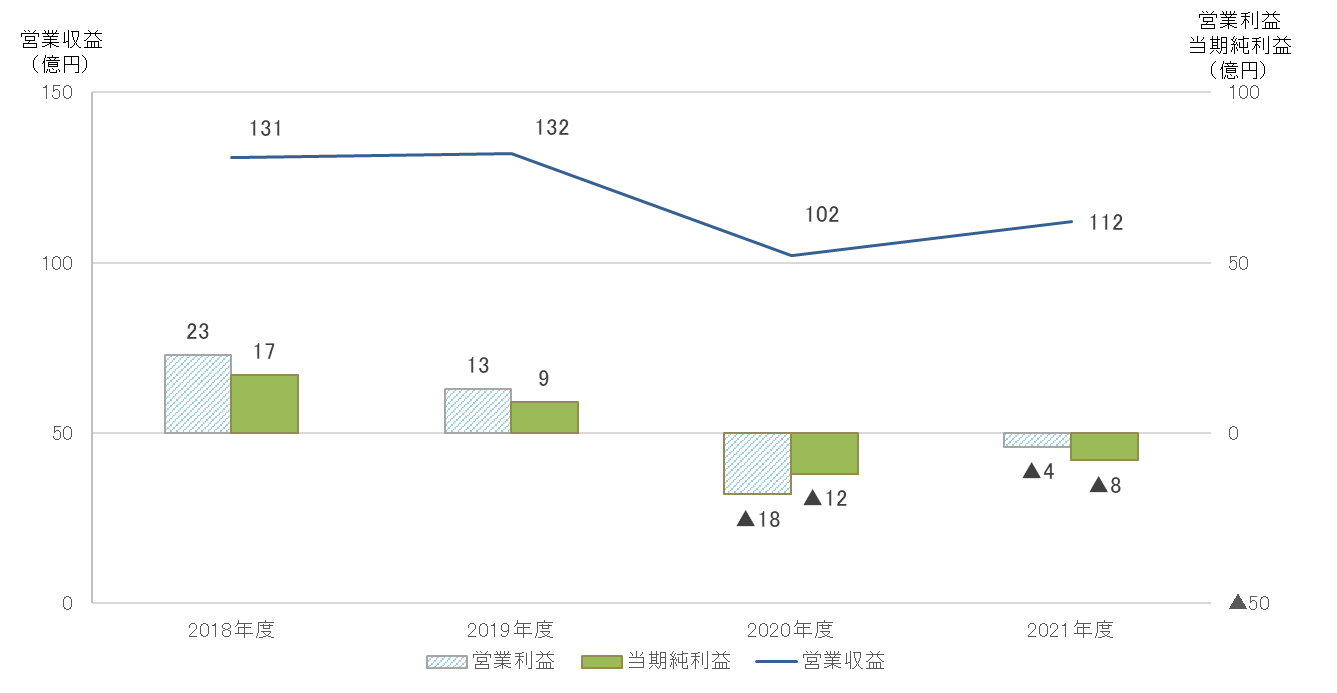 営業収益
（億円）
営業利益
当期純利益
（億円）
150
100
50
0
100
50
0
▲50
131
132
102
112
23
17
13
9
▲18
▲12
▲4
▲8
2018年度
2019年度
2020年度
2021年度
営業利益
当期純利益
営業収益